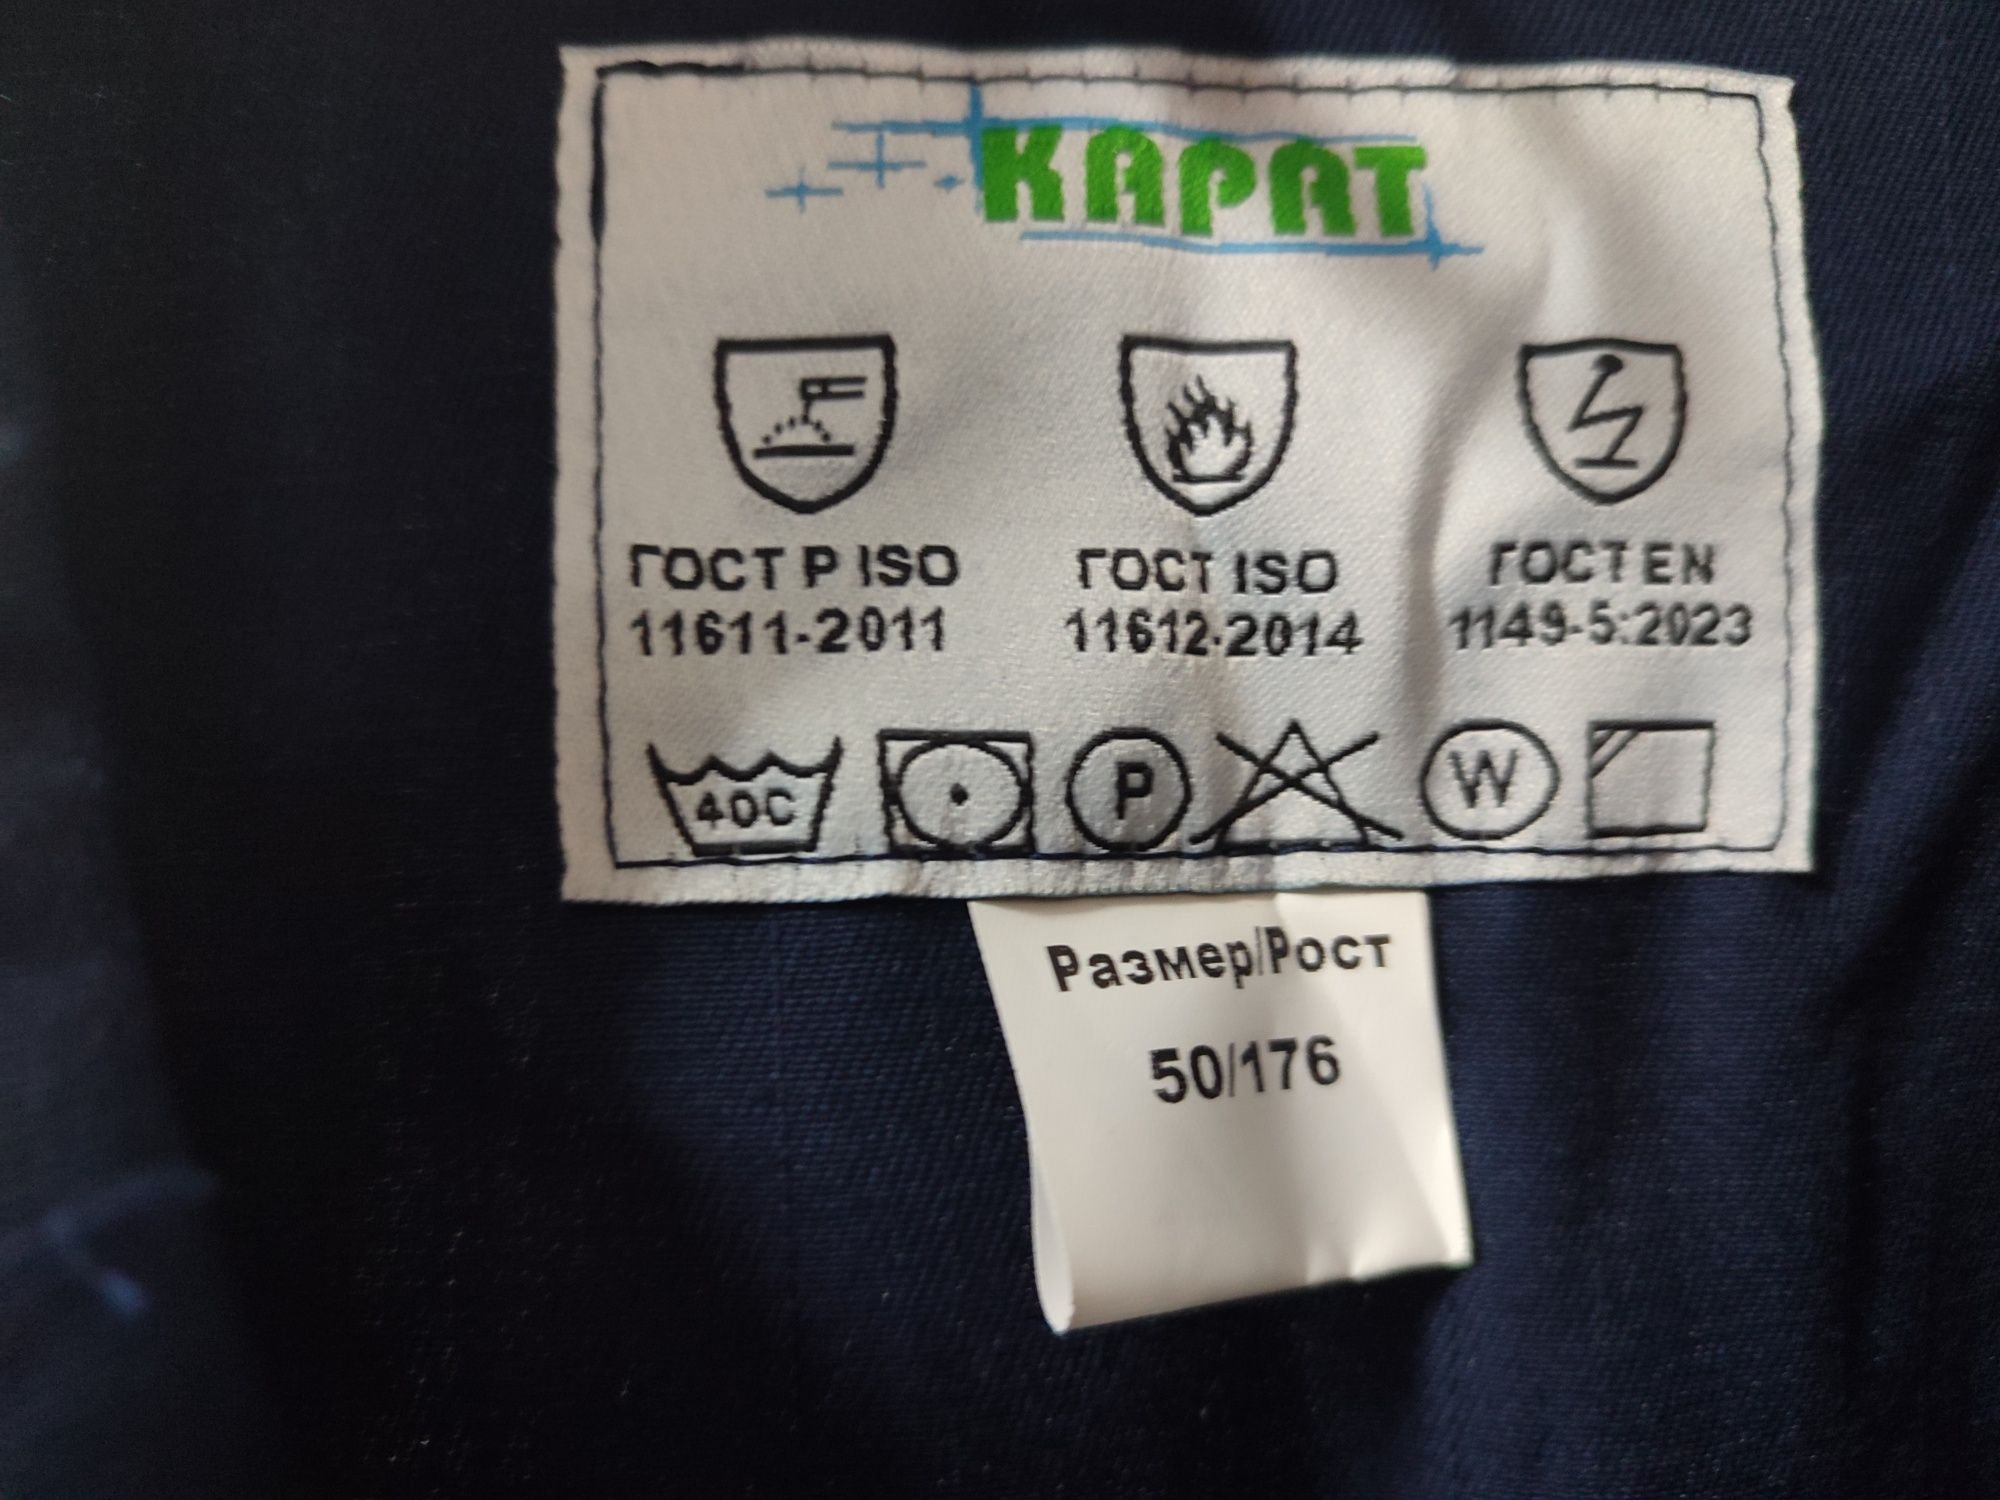 КАРАТ
ГОСТ Р ISO
11611-2011
ГОСТ ISO
11612-2014
ГОСТ EN
1149-5:2023
40С
P
W
Размер/Рост
50/176